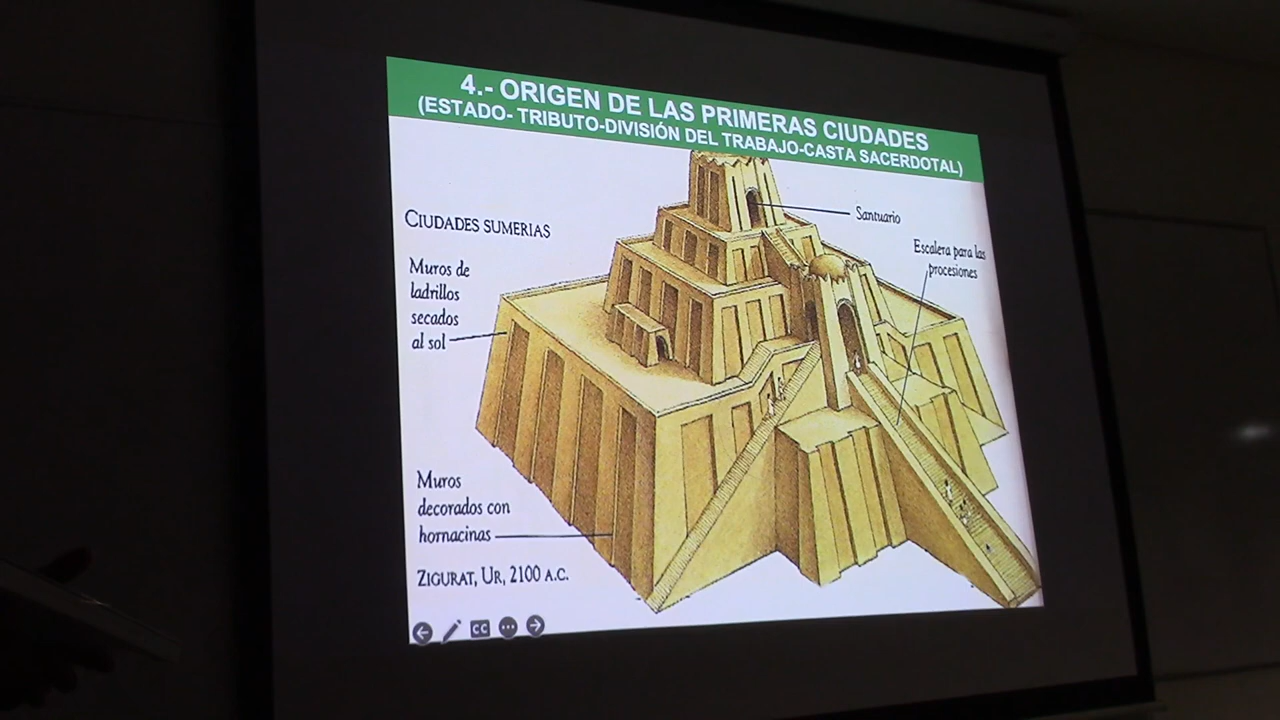 4.- ORIGEN DE LAS PRIMERAS CIUDADES
(ESTADO- TRIBUTO-DIVISIÓN DEL TRABAJO-CASTA SACERDOTAL)
CIUDADES SUMERIAS
Santuario
Escalera para las
procesiones
Muros de
ladrillos
secados
al sol
Muros
decorados con
hornacinas
ZIGURAT, UR, 2100 A.C.
CC